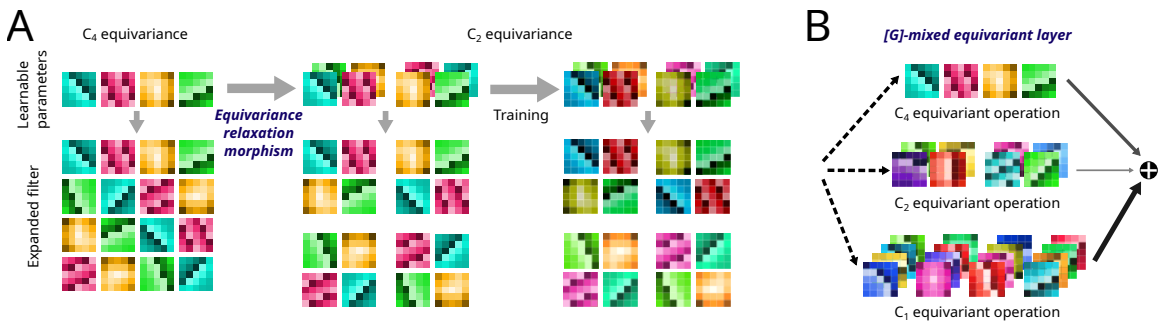 A
C4 equivariance
C2 equivariance
Learnable
parameters
Equivariance
relaxation
morphism
Training
Expanded filter
B
[G]-mixed equivariant layer
C4 equivariant operation
C2 equivariant operation
C1 equivariant operation